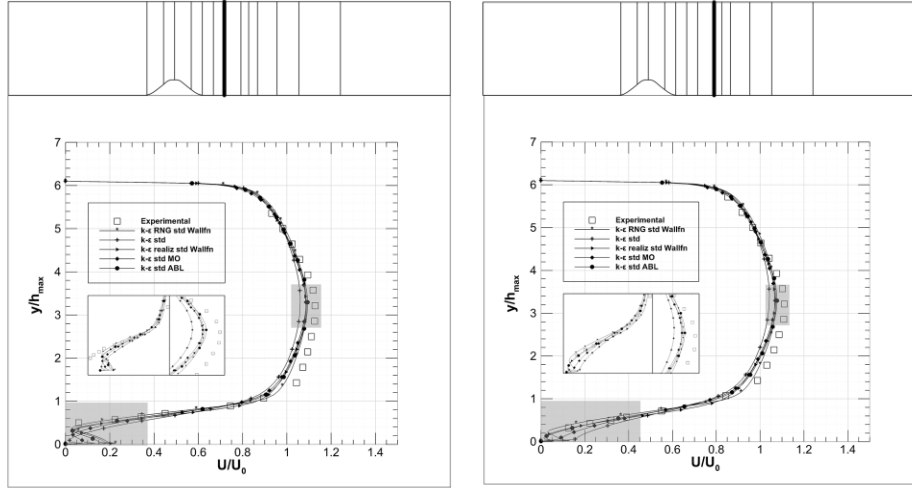 7
6
5
4
3
2
1
0
y/hmax
Experimental
k-ε RNG std Wallfn
k-ε std
k-ε realiz std Wallfn
k-ε std MO
k-ε std ABL
0 0.2 0.4 0.6 0.8 1 1.2 1.4
U/U0
7
6
5
4
3
2
1
0
y/hmax
Experimental
k-ε RNG std Wallfn
k-ε std
k-ε realiz std Wallfn
k-ε std MO
k-ε std ABL
0 0.2 0.4 0.6 0.8 1 1.2 1.4
U/U0